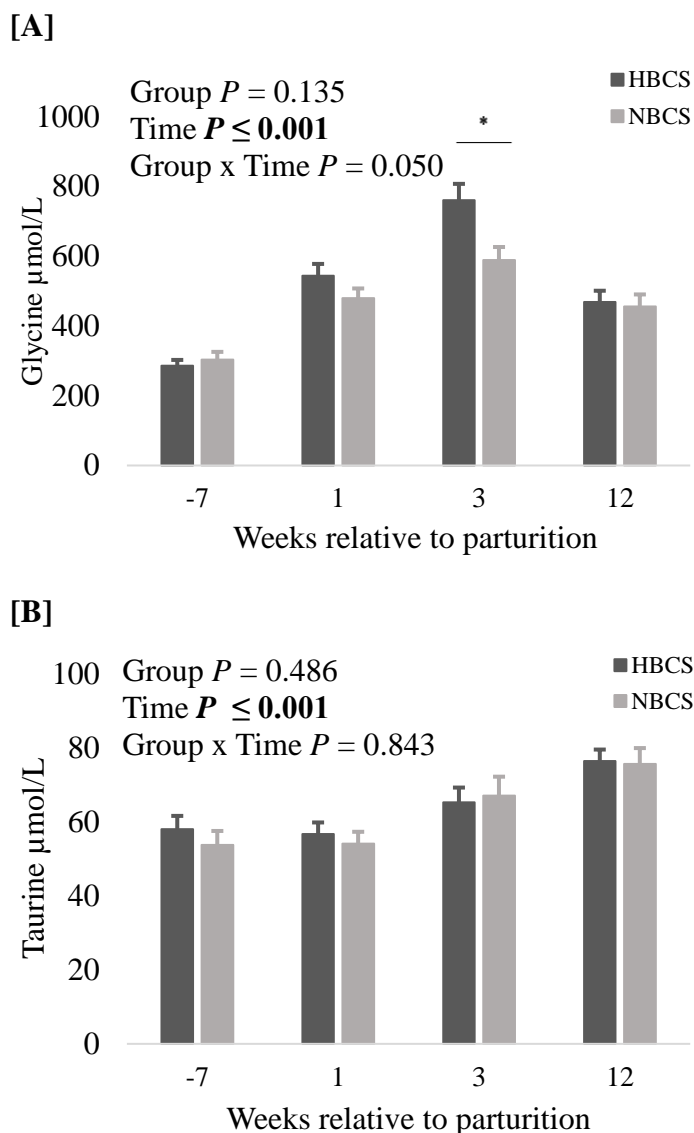 [A]
Group P = 0.135
Time P ≤ 0.001
Group x Time P = 0.050
HBCS
NBCS
*
1000
800
600
400
200
0
Glycine µmol/L
-7 1 3 12
Weeks relative to parturition
[B]
Group P = 0.486
Time P ≤ 0.001
Group x Time P = 0.843
HBCS
NBCS
100
80
60
40
20
0
Taurine µmol/L
-7 1 3 12
Weeks relative to parturition